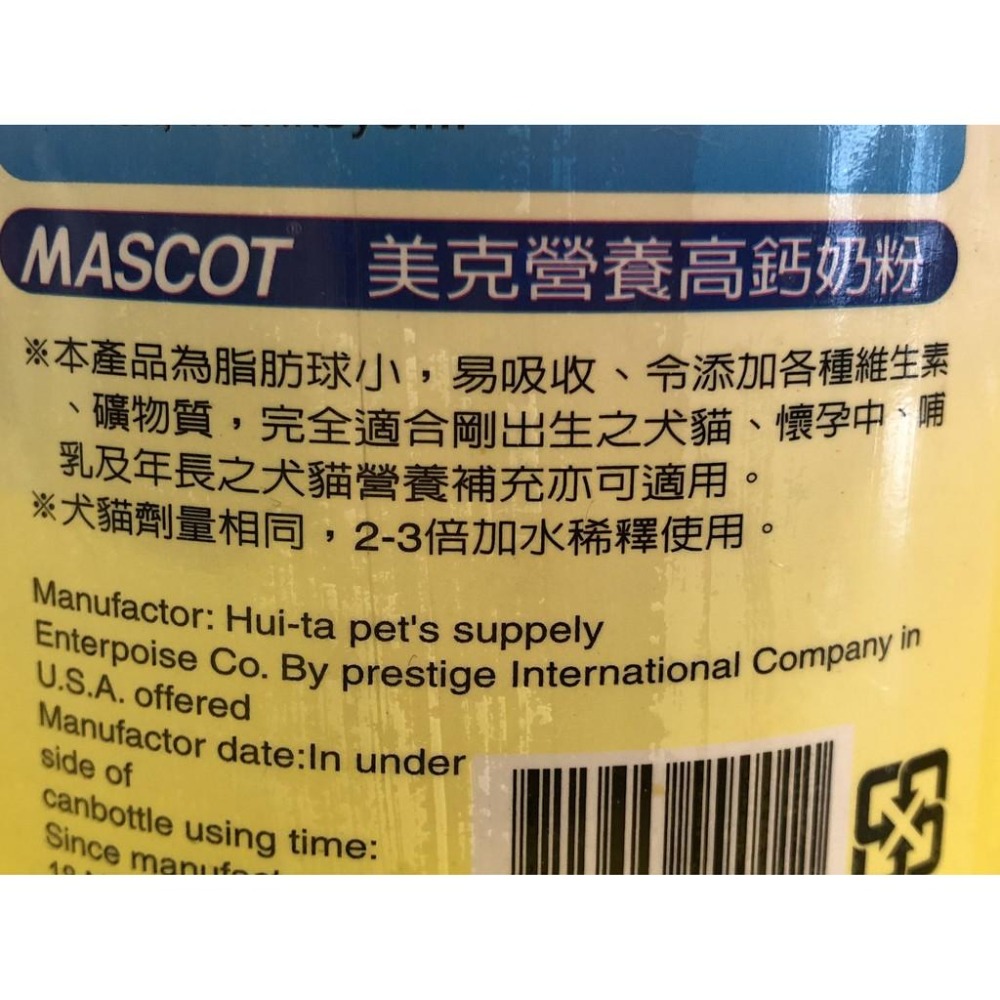 MASCOT® 美克營養高鈣奶粉
※本產品為脂肪球小，易吸收、令添加各種維生素
、礦物質，完全適合剛出生之犬貓、懷孕中、哺
乳及年長之犬貓營養補充亦可適用。
※犬貓劑量相同，2-3倍加水稀釋使用。
Manufactor: Hui-ta pet's suppely
Enterpoise Co. By prestige International Company in
U.S.A. offered
Manufactor date:In under
side of
canbottle using time:
Since